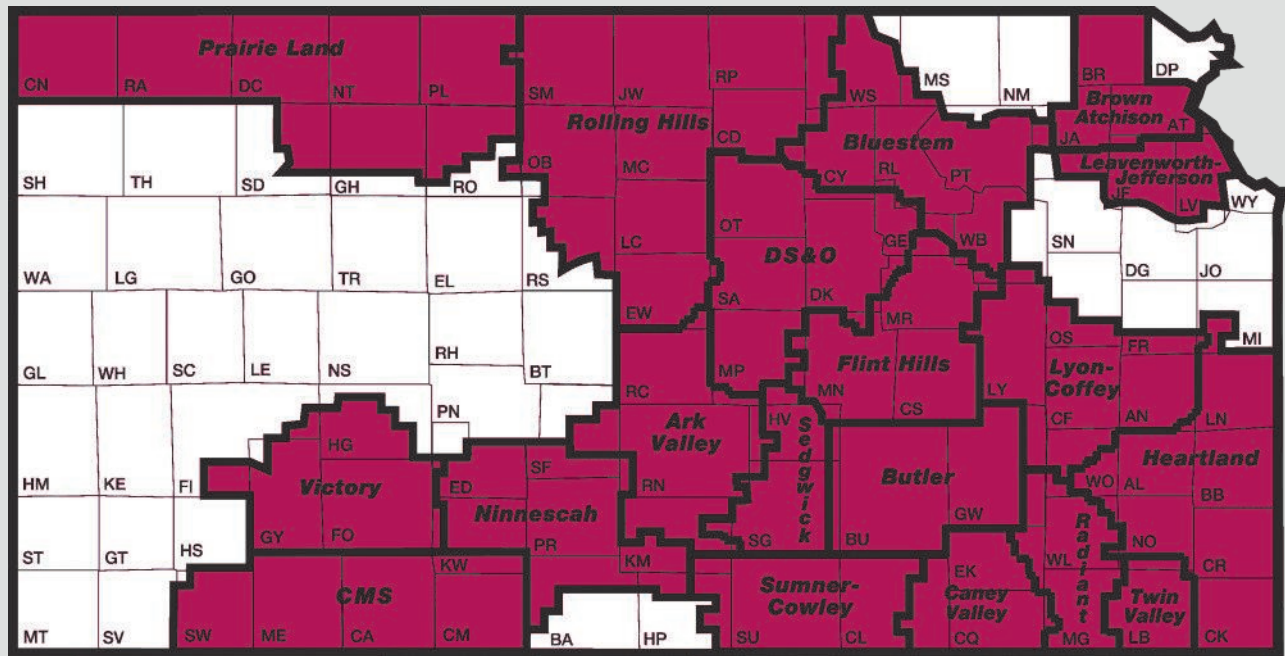 Prairie Land
CN
RA
DC
NT
PL
SM
JW
RP
WS
MS
NM
BR
DP
Brown
Atchison
Rolling Hills
CD
Bluestem
JA
AT
Leavenworth-
Jefferson
SH
TH
SD
GH
RO
OB
MC
CY
RL
PT
JF
LV
WY
WA
LG
GO
TR
EL
RS
LC
OT
DS&O
GE
WB
SN
DG
JO
EW
SA
DK
MR
OS
FR
MI
GL
WH
SC
LE
NS
RH
BT
RC
MP
Flint Hills
MN
CS
LY
Lyon-
Coffey
PN
Ark
Valley
HV
Sedgwick
CF
AN
LN
HG
HM
KE
FI
Victory
ED
SF
Ninnescah
RN
Butler
WO
AL
Heartland
BB
ST
GT
HS
GY
FO
PR
SG
BU
GW
Radiant
NO
KW
KM
EK
WL
CR
CMS
Sumner-
Cowley
Caney
Valley
Twin
Valley
MT
SV
SW
ME
CA
CM
BA
HP
SU
CL
CQ
MG
LB
CK